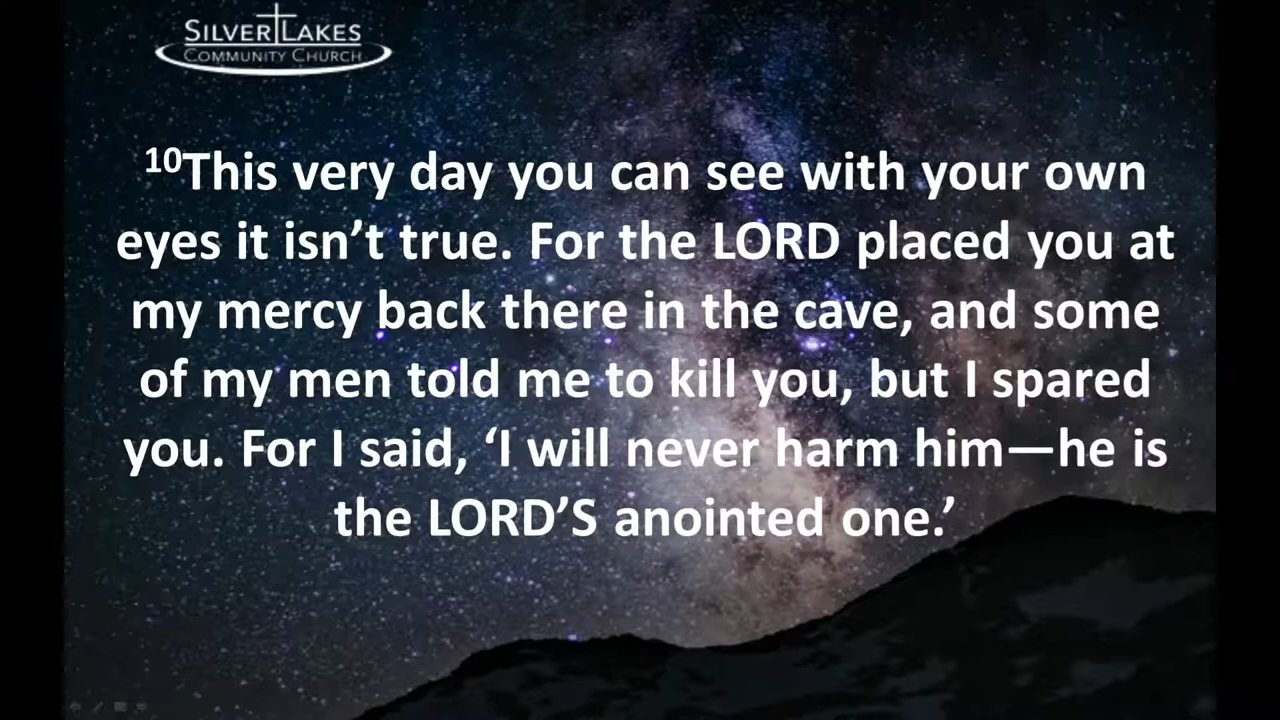 SILVER LAKES
COMMUNITY CHURCH
10This very day you can see with your own
eyes it isn’t true. For the LORD placed you at
my mercy back there in the cave, and some
of my men told me to kill you, but I spared
you. For I said, ‘I will never harm him—he is
the LORD’S anointed one.’